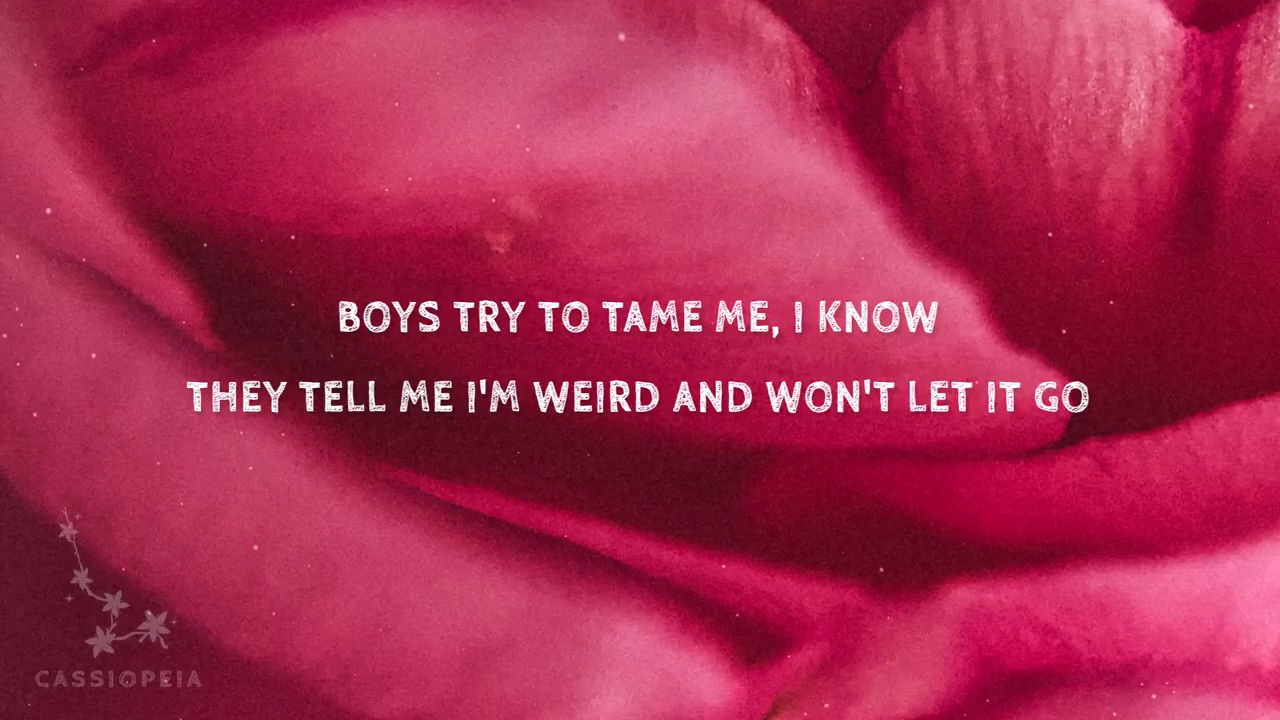 BOYS TRY TO TAME ME, I KNOW
THEY TELL ME I'M WEIRD AND WON'T LET IT GO
CASSIOPEIA